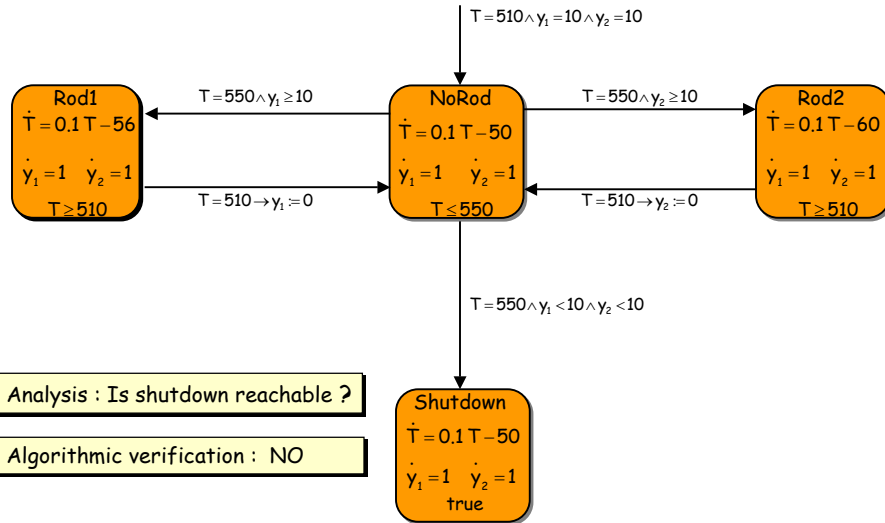 T = 510 ∧ y₁ = 10 ∧ y₂ = 10
Rod1
Ṫ = 0.1 T − 56
ẏ₁ = 1 ẏ₂ = 1
T ≥ 510
T = 550 ∧ y₁ ≥ 10
T = 510 → y₁ := 0
NoRod
Ṫ = 0.1 T − 50
ẏ₁ = 1 ẏ₂ = 1
T ≤ 550
T = 550 ∧ y₂ ≥ 10
T = 510 → y₂ := 0
Rod2
Ṫ = 0.1 T − 60
ẏ₁ = 1 ẏ₂ = 1
T ≥ 510
T = 550 ∧ y₁ < 10 ∧ y₂ < 10
Analysis : Is shutdown reachable ?
Algorithmic verification : NO
Shutdown
Ṫ = 0.1 T − 50
ẏ₁ = 1 ẏ₂ = 1
true